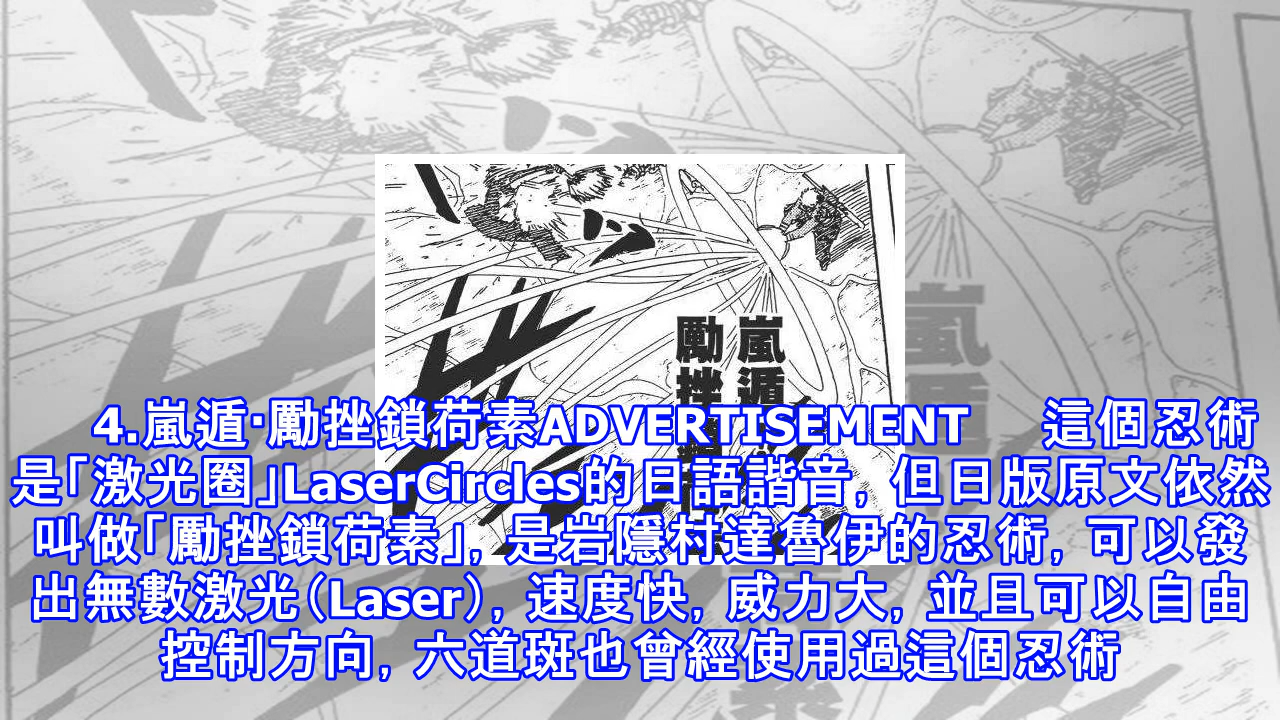 嵐遁
勵挫
4.嵐遁·勵挫鎖荷素ADVERTISEMENT 這個忍術
是「激光圈」LaserCircles的日語諧音，但日版原文依然
叫做「勵挫鎖荷素」，是岩隱村達魯伊的忍術，可以發
出無數激光（Laser），速度快，威力大，並且可以自由
控制方向，六道斑也曾經使用過這個忍術